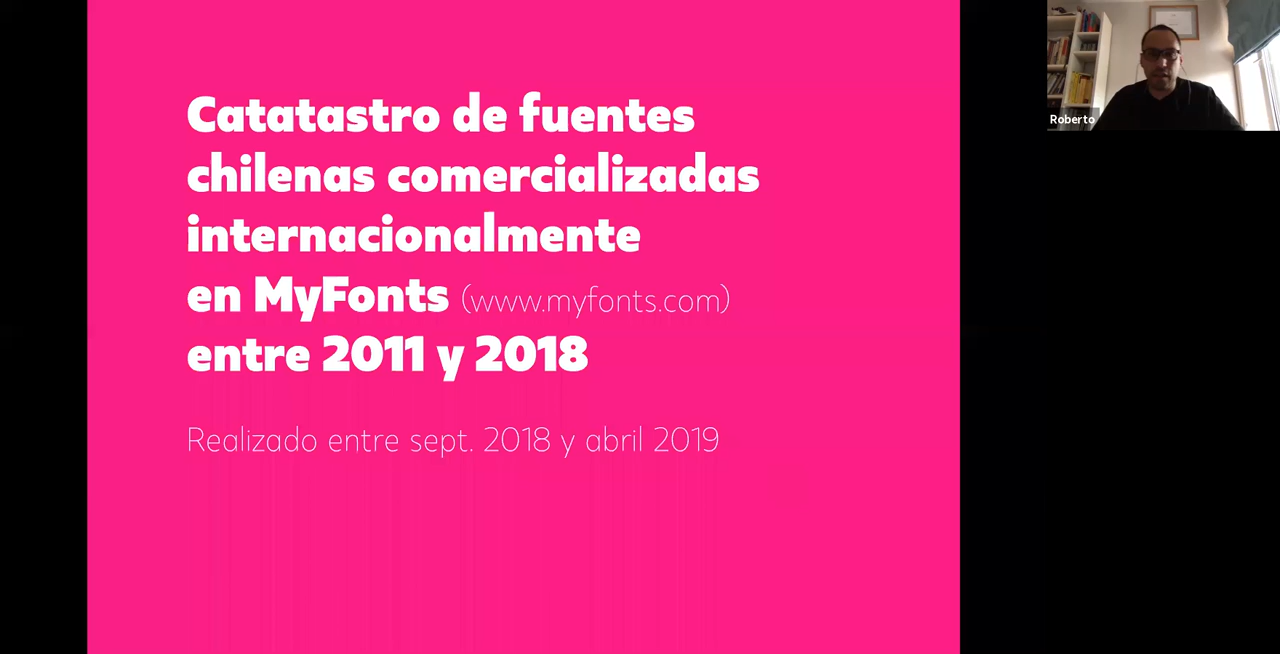 Catatastro de fuentes
chilenas comercializadas
internacionalmente
en MyFonts (www.myfonts.com)
entre 2011 y 2018
Realizado entre sept. 2018 y abril 2019
Roberto